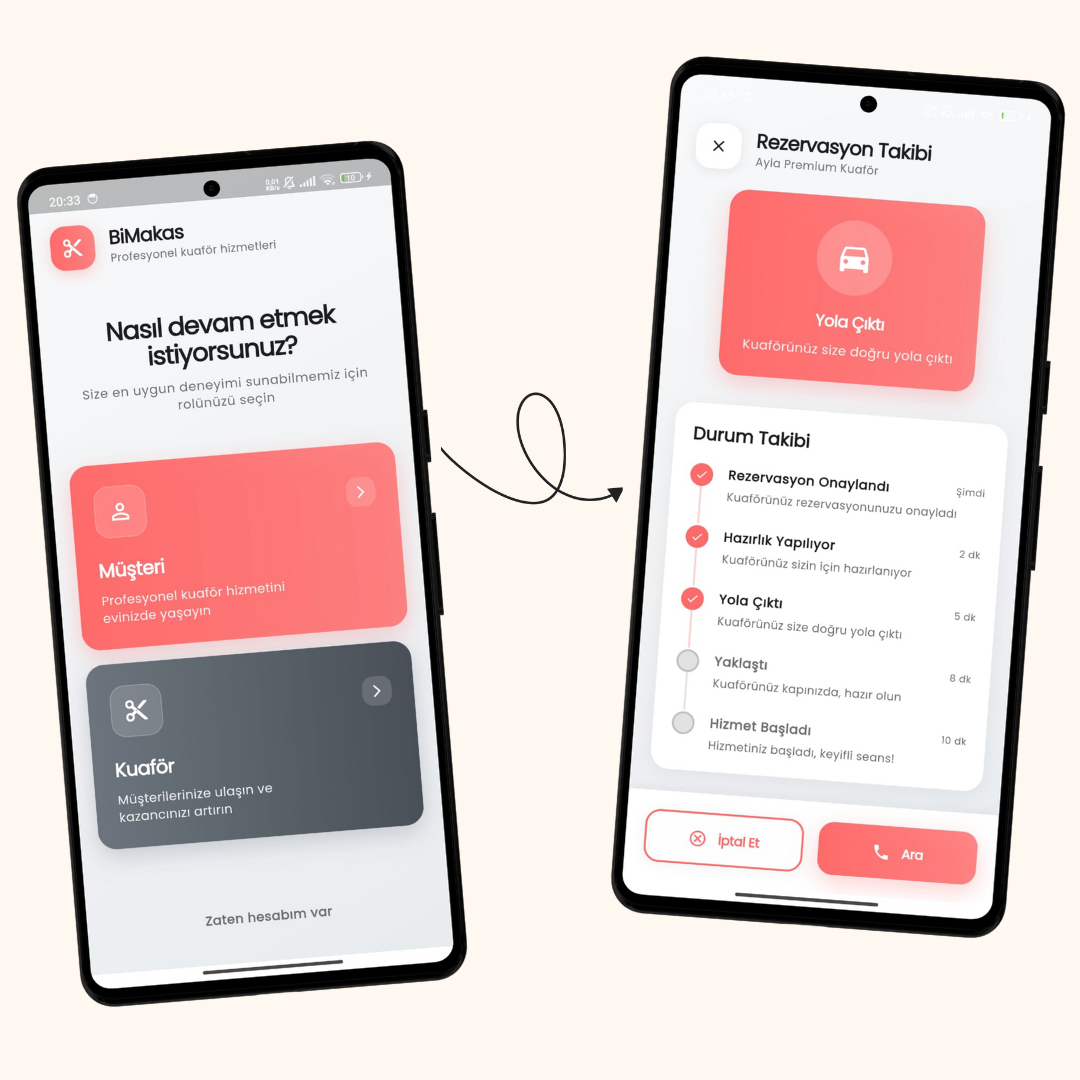 20:33
0.01
KB/s
10
BiMakas
Profesyonel kuaför hizmetleri
Nasıl devam etmek
istiyorsunuz?
Size en uygun deneyimi sunabilmemiz için
rolünüzü seçin
Müşteri
Profesyonel kuaför hizmetini
evinizde yaşayın
Kuaför
Müşterilerinize ulaşın ve
kazancınızı artırın
Zaten hesabım var
Rezervasyon Takibi
Ayla Premium Kuaför
Yola Çıktı
Kuaförünüz size doğru yola çıktı
Durum Takibi
Rezervasyon Onaylandı
Şimdi
Kuaförünüz rezervasyonunuzu onayladı
Hazırlık Yapılıyor
2 dk
Kuaförünüz sizin için hazırlanıyor
Yola Çıktı
5 dk
Kuaförünüz size doğru yola çıktı
Yaklaştı
8 dk
Kuaförünüz kapınızda, hazır olun
Hizmet Başladı
10 dk
Hizmetiniz başladı, keyifli seans!
İptal Et
Ara